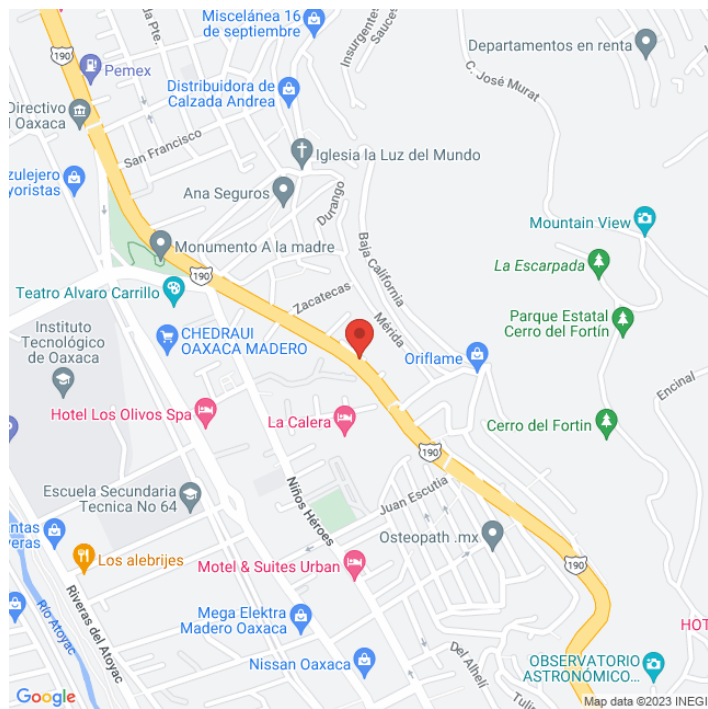 Miscelánea 16
de septiembre
Insurgentes
Sauces
Departamentos en renta
190
Pemex
C. José Murat
Distribuidora de
Calzada Andrea
Directivo
Oaxaca
San Francisco
Iglesia la Luz del Mundo
Ana Seguros
Durango
Mountain View
Monumento A la madre
Baja California
La Escarpada
190
Teatro Alvaro Carrillo
Zacatecas
Mérida
Parque Estatal
Cerro del Fortín
Instituto
Tecnológico
de Oaxaca
CHEDRAUI
OAXACA MADERO
Oriflame
Encinal
Hotel Los Olivos Spa
La Calera
Cerro del Fortin
190
Escuela Secundaria
Tecnica No 64
Niños Héroes
Juan Escutia
Osteopath .mx
Los alebrijes
Motel & Suites Urban
190
Riveras del Atoyac
Río Atoyac
Mega Elektra
Madero Oaxaca
HOT
Del Alhelí
Nissan Oaxaca
OBSERVATORIO
ASTRONÓMICO...
Google
Map data ©2023 INEGI